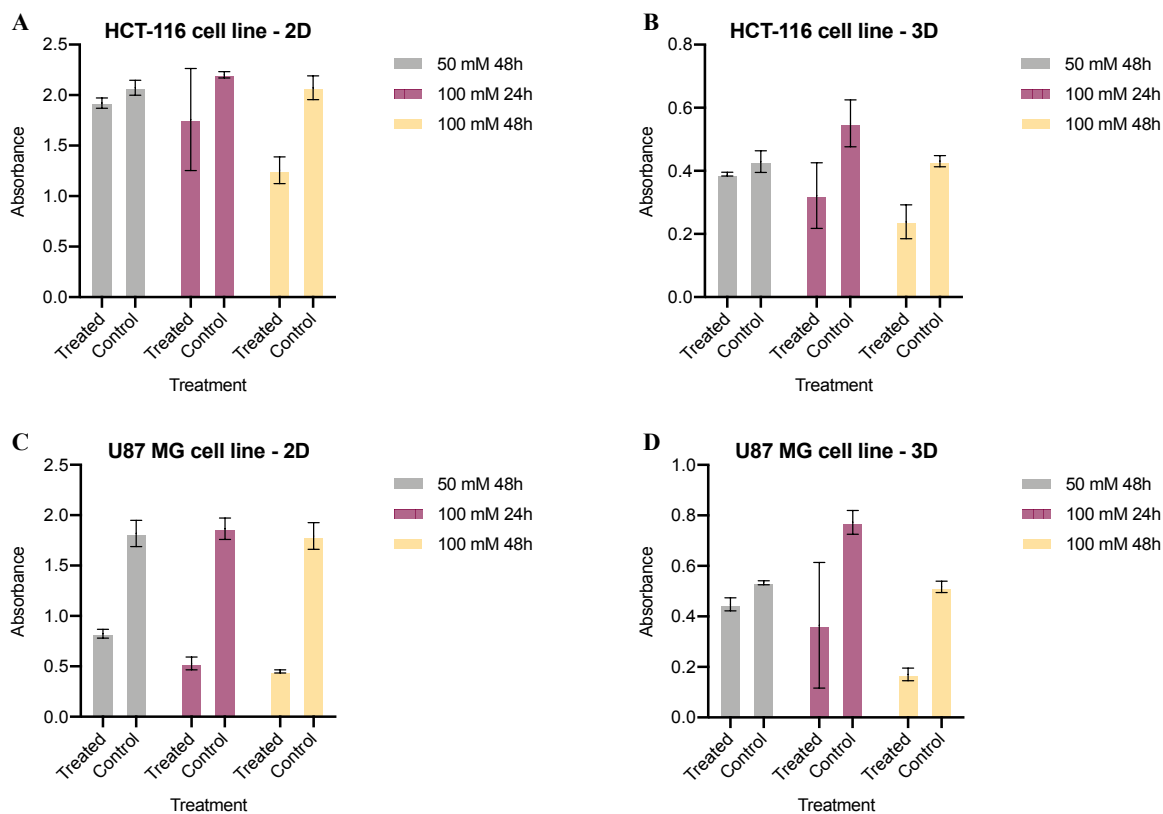 A
HCT-116 cell line - 2D
2.5
2.0
1.5
1.0
0.5
0.0
Absorbance
Treated
Control
Treated
Control
Treated
Control
Treatment
50 mM 48h
100 mM 24h
100 mM 48h
B
HCT-116 cell line - 3D
0.8
0.6
0.4
0.2
0.0
Absorbance
Treated
Control
Treated
Control
Treated
Control
Treatment
50 mM 48h
100 mM 24h
100 mM 48h
C
U87 MG cell line - 2D
2.5
2.0
1.5
1.0
0.5
0.0
Absorbance
Treated
Control
Treated
Control
Treated
Control
Treatment
50 mM 48h
100 mM 24h
100 mM 48h
D
U87 MG cell line - 3D
1.0
0.8
0.6
0.4
0.2
0.0
Absorbance
Treated
Control
Treated
Control
Treated
Control
Treatment
50 mM 48h
100 mM 24h
100 mM 48h